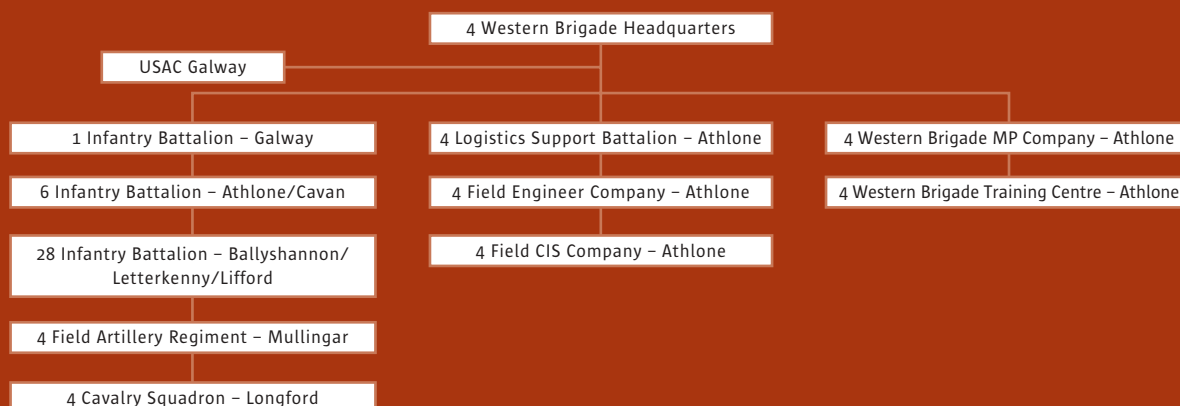 4 Western Brigade Headquarters
USAC Galway
1 Infantry Battalion – Galway
6 Infantry Battalion – Athlone/Cavan
28 Infantry Battalion – Ballyshannon/
Letterkenny/Lifford
4 Field Artillery Regiment – Mullingar
4 Cavalry Squadron – Longford
4 Logistics Support Battalion – Athlone
4 Field Engineer Company – Athlone
4 Field CIS Company – Athlone
4 Western Brigade MP Company – Athlone
4 Western Brigade Training Centre – Athlone